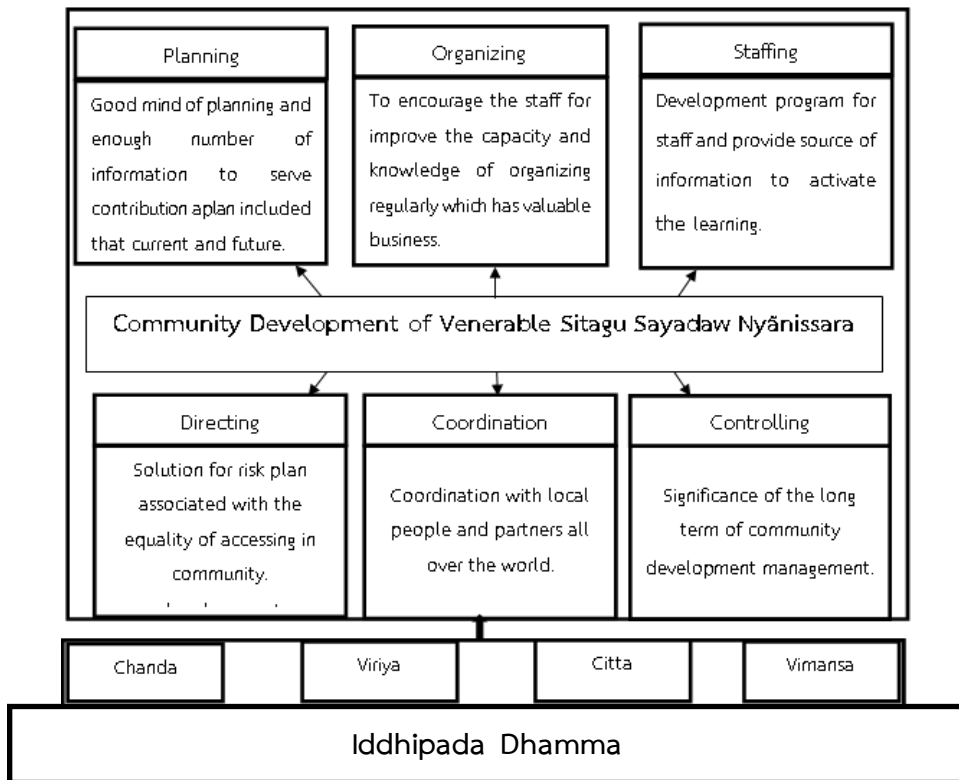 Planning
Good mind of planning and
enough number of
information to serve
contribution aplan included
that current and future.
Organizing
To encourage the staff for
improve the capacity and
knowledge of organizing
regularly which has valuable
business.
Staffing
Development program for
staff and provide source of
information to activate
the learning.
Community Development of Venerable Sitagu Sayadaw Nyãnissara
Directing
Solution for risk plan
associated with the
equality of accessing in
community.
Coordination
Coordination with local
people and partners all
over the world.
Controlling
Significance of the long
term of community
development management.
Chanda
Viriya
Citta
Vimansa
Iddhipada Dhamma